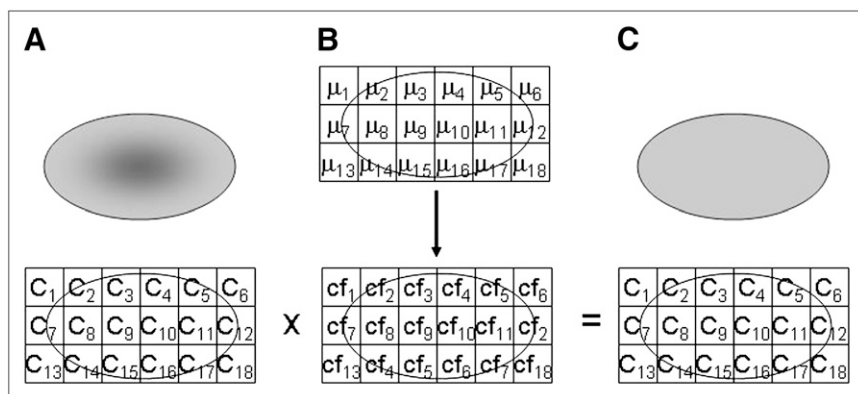 A B C
μ1 μ2 μ3 μ4 μ5 μ6
μ7 μ8 μ9 μ10 μ11 μ12
μ13 μ14 μ15 μ16 μ17 μ18
C1 C2 C3 C4 C5 C6
C7 C8 C9 C10 C11 C12
C13 C14 C15 C16 C17 C18
x
cf1 cf2 cf3 cf4 cf5 cf6
cf7 cf8 cf9 cf10 cf11 cf2
cf13 cf4 cf5 cf6 cf7 cf18
=
C1 C2 C3 C4 C5 C6
C7 C8 C9 C10 C11 C12
C13 C14 C15 C16 C17 C18